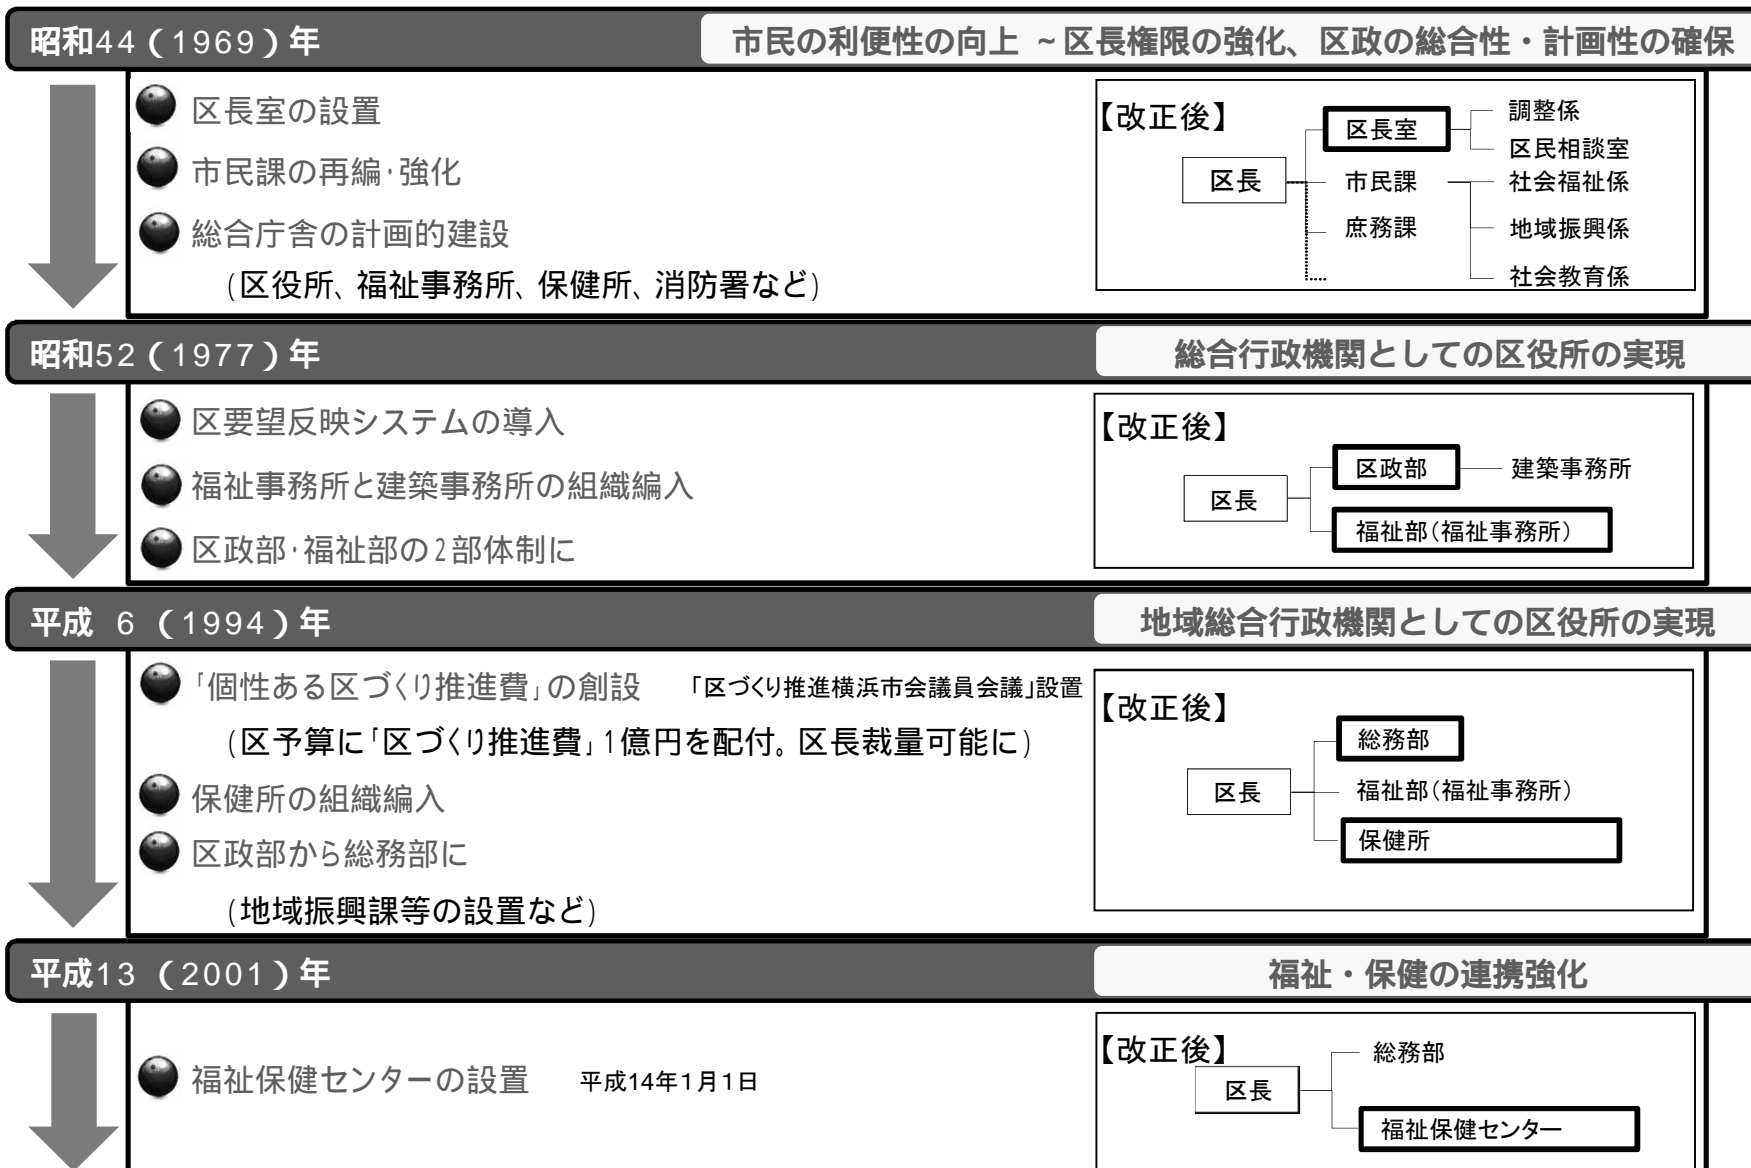 昭和44（1969）年
市民の利便性の向上 ～区長権限の強化、区政の総合性・計画性の確保
区長室の設置
市民課の再編・強化
総合庁舎の計画的建設
（区役所、福祉事務所、保健所、消防署など）
【改正後】
区長
区長室
調整係
区民相談室
市民課
社会福祉係
庶務課
地域振興係
社会教育係
昭和52（1977）年
総合行政機関としての区役所の実現
区要望反映システムの導入
福祉事務所と建築事務所の組織編入
区政部・福祉部の2部体制に
【改正後】
区長
区政部
建築事務所
福祉部（福祉事務所）
平成 6（1994）年
地域総合行政機関としての区役所の実現
「個性ある区づくり推進費」の創設 「区づくり推進横浜市会議員会議」設置
（区予算に「区づくり推進費」1億円を配付。区長裁量可能に）
保健所の組織編入
区政部から総務部に
（地域振興課等の設置など）
【改正後】
区長
総務部
福祉部（福祉事務所）
保健所
平成13（2001）年
福祉・保健の連携強化
福祉保健センターの設置 平成14年1月1日
【改正後】
総務部
区長
福祉保健センター